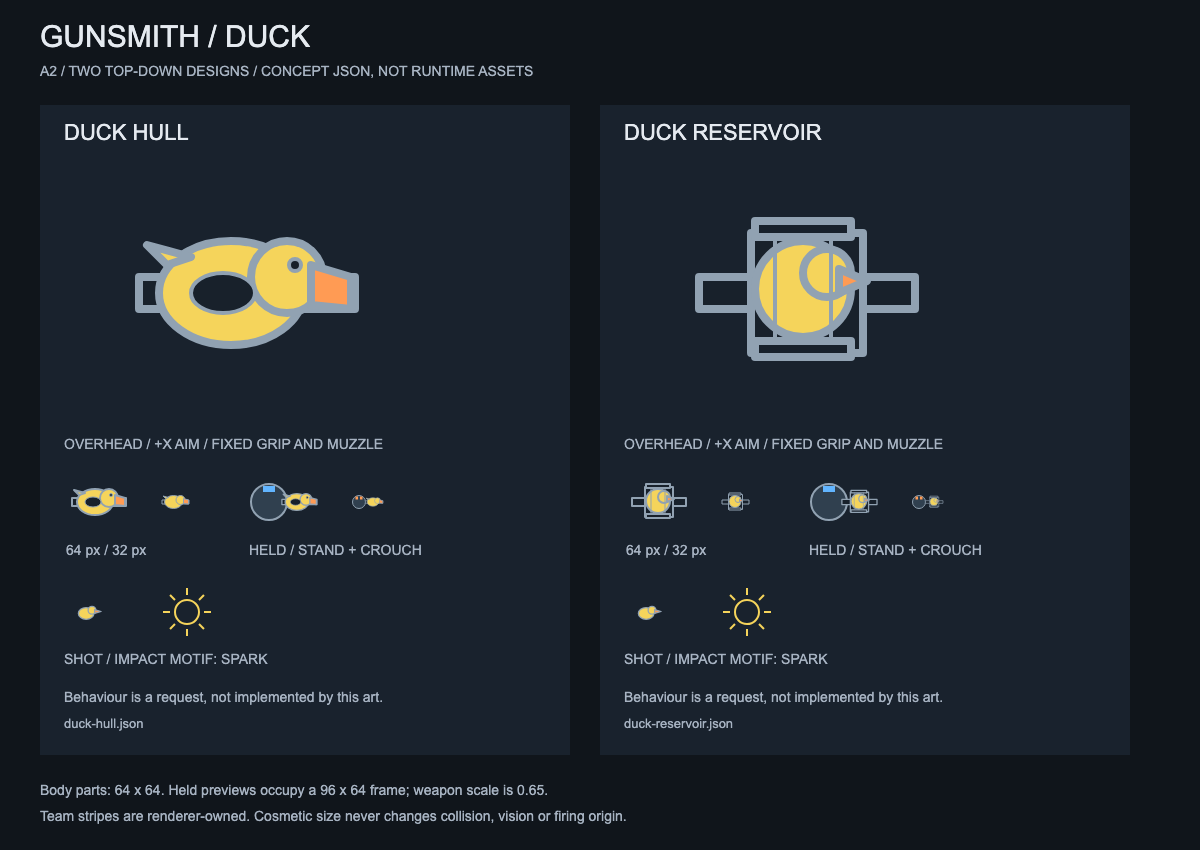 GUNSMITH / DUCK
A2 / TWO TOP-DOWN DESIGNS / CONCEPT JSON, NOT RUNTIME ASSETS
DUCK HULL
OVERHEAD / +X AIM / FIXED GRIP AND MUZZLE
64 px / 32 px
HELD / STAND + CROUCH
SHOT / IMPACT MOTIF: SPARK
Behaviour is a request, not implemented by this art.
duck-hull.json
DUCK RESERVOIR
OVERHEAD / +X AIM / FIXED GRIP AND MUZZLE
64 px / 32 px
HELD / STAND + CROUCH
SHOT / IMPACT MOTIF: SPARK
Behaviour is a request, not implemented by this art.
duck-reservoir.json
Body parts: 64 x 64. Held previews occupy a 96 x 64 frame; weapon scale is 0.65.
Team stripes are renderer-owned. Cosmetic size never changes collision, vision or firing origin.